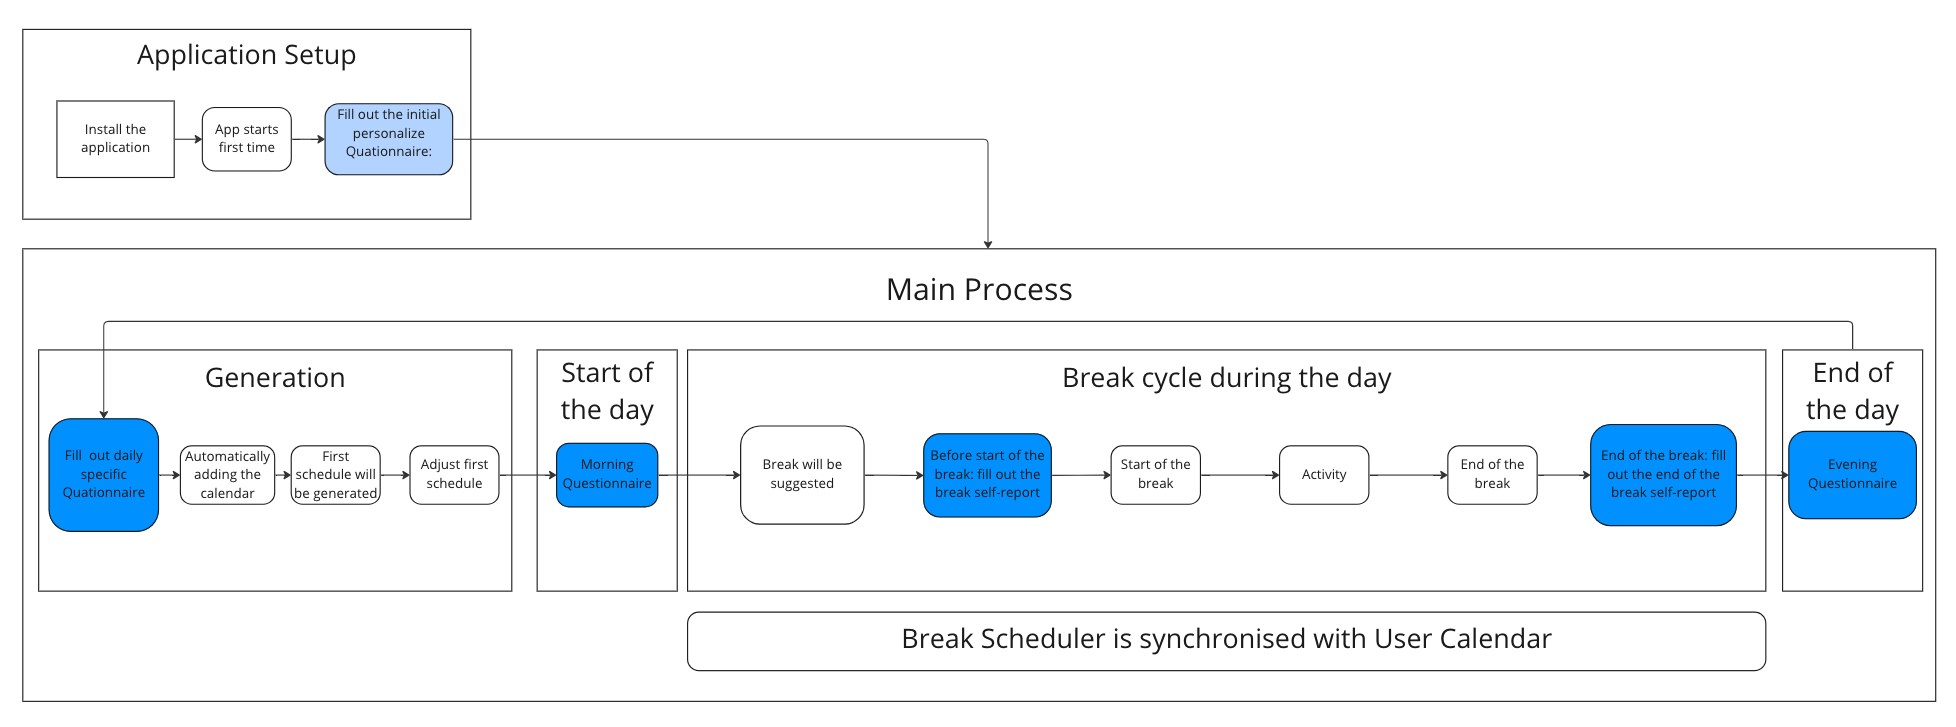 Application Setup
Install the
application
App starts
first time
Fill out the initial
personalize
Quationnaire:
Main Process
Generation
Fill out daily
specific
Quationnaire
Automatically
adding the
calendar
First
schedule will
be generated
Adjust first
schedule
Start of
the day
Morning
Questionnaire
Break cycle during the day
Break will be
suggested
Before start of the
break: fill out the
break self-report
Start of the
break
Activity
End of the
break
End of the break: fill
out the end of the
break self-report
End of
the day
Evening
Questionnaire
Break Scheduler is synchronised with User Calendar